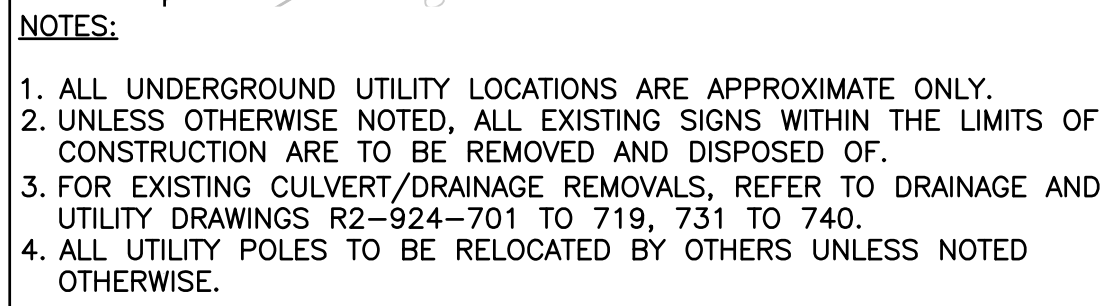 NOTES:
1. ALL UNDERGROUND UTILITY LOCATIONS ARE APPROXIMATE ONLY.
2. UNLESS OTHERWISE NOTED, ALL EXISTING SIGNS WITHIN THE LIMITS OF
CONSTRUCTION ARE TO BE REMOVED AND DISPOSED OF.
3. FOR EXISTING CULVERT/DRAINAGE REMOVALS, REFER TO DRAINAGE AND
UTILITY DRAWINGS R2-924-701 TO 719, 731 TO 740.
4. ALL UTILITY POLES TO BE RELOCATED BY OTHERS UNLESS NOTED
OTHERWISE.